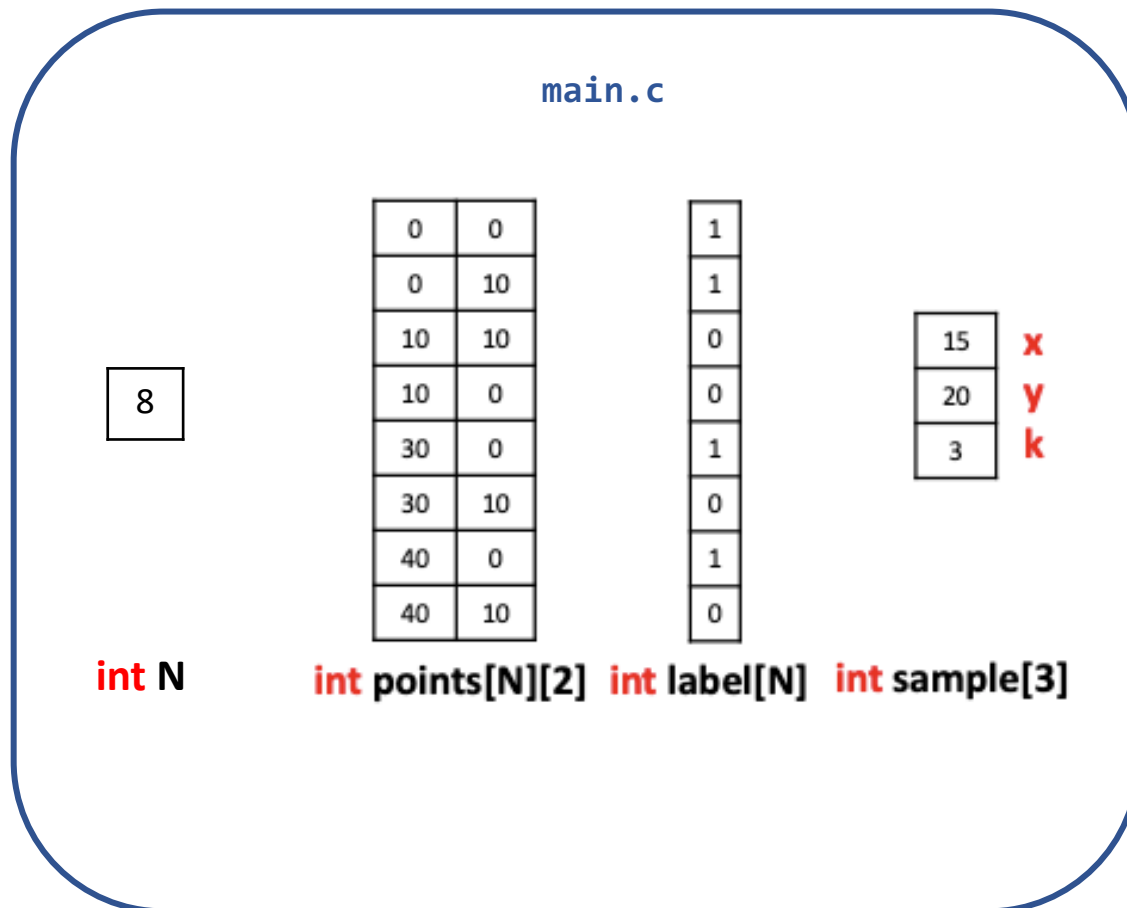 main.c
0 0 1
0 10 1
10 10 0 15 x
8 10 0 0 20 y
30 0 1 3 k
30 10 0
40 0 1
40 10 0
int N int points[N][2] int label[N] int sample[3]